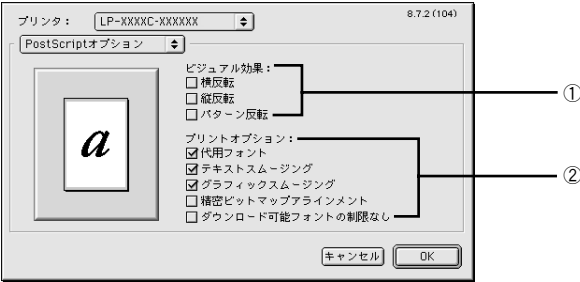 プリンタ： LP-XXXXC-XXXXXX 8.7.2 (104)
PostScriptオプション
a
ビジュアル効果：
横反転
縦反転
パターン反転
①
プリントオプション：
代用フォント
テキストスムージング
グラフィックスムージング
精密ビットマップアラインメント
ダウンロード可能フォントの制限なし
②
キャンセル OK